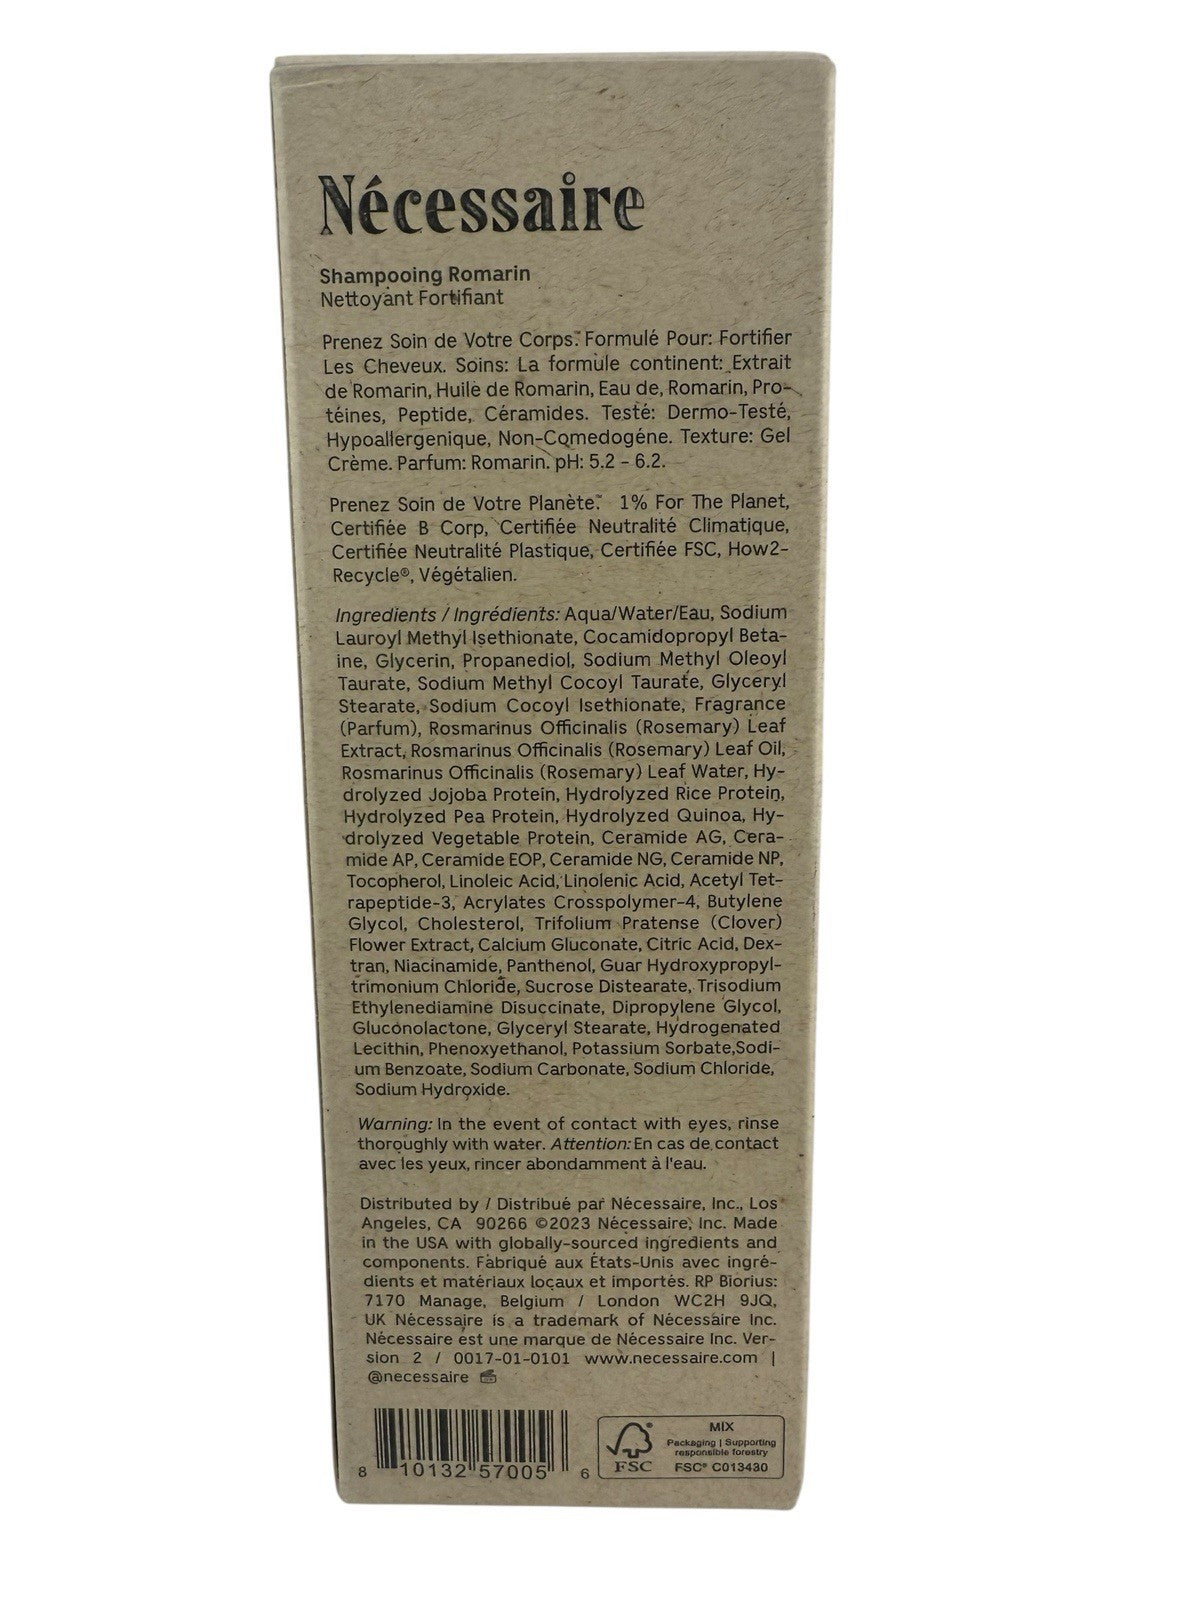 Nécessaire
Shampooing Romarin
Nettoyant Fortifiant
Prenez Soin de Votre Corps.™ Formulé Pour: Fortifier
Les Cheveux. Soins: La formule continent: Extrait
de Romarin, Huile de Romarin, Eau de, Romarin, Pro-
téines, Peptide, Céramides. Testé: Dermo-Testé,
Hypoallergenique, Non-Comedogéne. Texture: Gel
Crème. Parfum: Romarin. pH: 5.2 – 6.2.
Prenez Soin de Votre Planète.™ 1% For The Planet,
Certifiée B Corp, Certifiée Neutralité Climatique,
Certifiée Neutralité Plastique, Certifiée FSC, How2-
Recycle®, Végétalien.
Ingredients / Ingrédients: Aqua/Water/Eau, Sodium
Lauroyl Methyl Isethionate, Cocamidopropyl Beta-
ine, Glycerin, Propanediol, Sodium Methyl Oleoyl
Taurate, Sodium Methyl Cocoyl Taurate, Glyceryl
Stearate, Sodium Cocoyl Isethionate, Fragrance
(Parfum), Rosmarinus Officinalis (Rosemary) Leaf
Extract, Rosmarinus Officinalis (Rosemary) Leaf Oil,
Rosmarinus Officinalis (Rosemary) Leaf Water, Hy-
drolyzed Jojoba Protein, Hydrolyzed Rice Protein,
Hydrolyzed Pea Protein, Hydrolyzed Quinoa, Hy-
drolyzed Vegetable Protein, Ceramide AG, Cera-
mide AP, Ceramide EOP, Ceramide NG, Ceramide NP,
Tocopherol, Linoleic Acid, Linolenic Acid, Acetyl Tet-
rapeptide-3, Acrylates Crosspolymer-4, Butylene
Glycol, Cholesterol, Trifolium Pratense (Clover)
Flower Extract, Calcium Gluconate, Citric Acid, Dex-
tran, Niacinamide, Panthenol, Guar Hydroxypropyl-
trimonium Chloride, Sucrose Distearate, Trisodium
Ethylenediamine Disuccinate, Dipropylene Glycol,
Gluconolactone, Glyceryl Stearate, Hydrogenated
Lecithin, Phenoxyethanol, Potassium Sorbate,Sodi-
um Benzoate, Sodium Carbonate, Sodium Chloride,
Sodium Hydroxide.
Warning: In the event of contact with eyes, rinse
thoroughly with water. Attention: En cas de contact
avec les yeux, rincer abondamment à l'eau.
Distributed by / Distribué par Nécessaire, Inc., Los
Angeles, CA 90266 ©2023 Nécessaire, Inc. Made
in the USA with globally-sourced ingredients and
components. Fabriqué aux États-Unis avec ingré-
dients et matériaux locaux et importés. RP Biorius:
7170 Manage, Belgium / London WC2H 9JQ,
UK Nécessaire is a trademark of Nécessaire Inc.
Nécessaire est une marque de Nécessaire Inc. Ver-
sion 2 / 0017-01-0101 www.necessaire.com |
@necessaire
8 10132 57005 6
FSC
MIX
Packaging | Supporting
responsible forestry
FSC® C013430